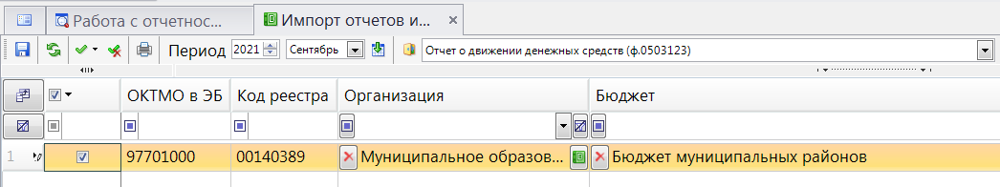 Работа с отчетнос...
Импорт отчетов и...
Период 2021 Сентябрь Отчет о движении денежных средств (ф.0503123)
ОКТМО в ЭБ Код реестра Организация Бюджет
1 97701000 00140389 Муниципальное образов... Бюджет муниципальных районов